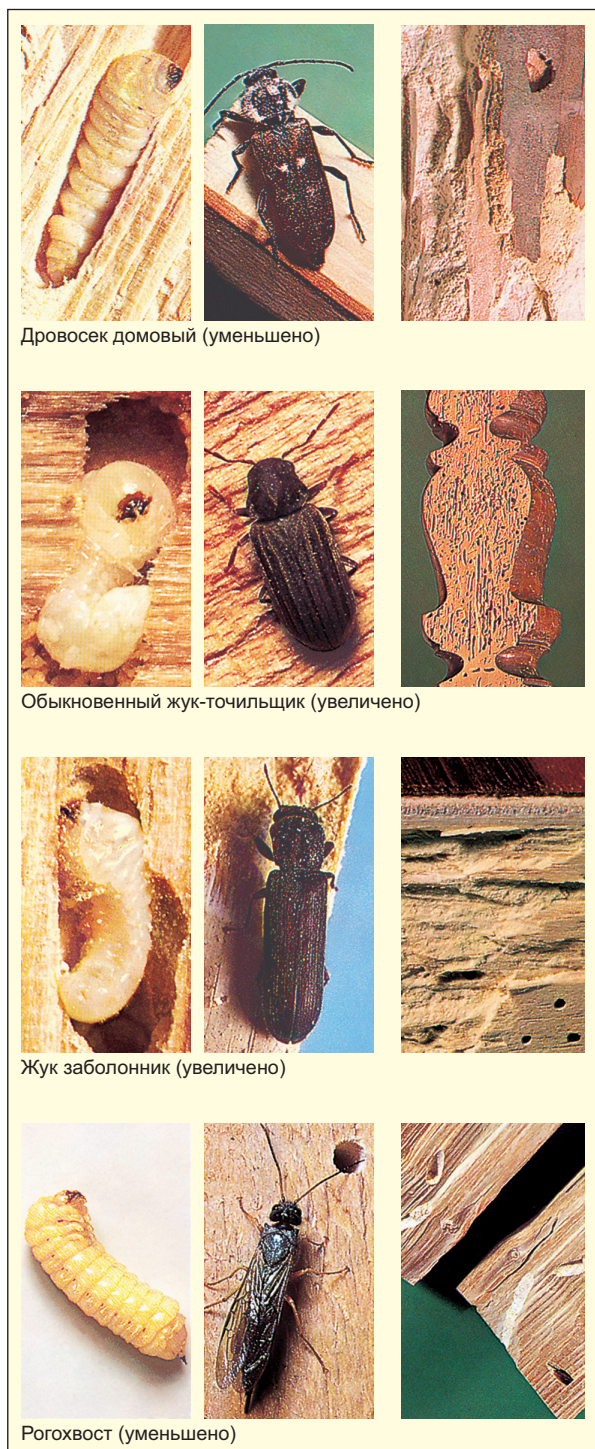 Дровосек домовый (уменьшено)
Обыкновенный жук-точильщик (увеличено)
Жук заболонник (увеличено)
Рогохвост (уменьшено)